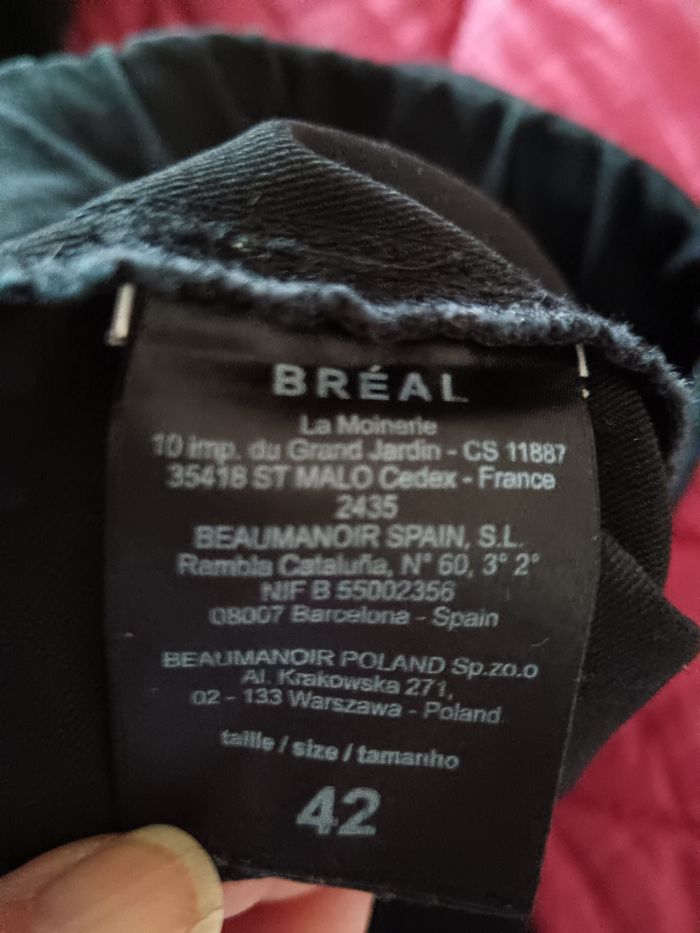 BRÉAL
La Moinerie
10 imp. du Grand Jardin - CS 11887
35418 ST MALO Cedex - France
2435
BEAUMANOIR SPAIN, S.L.
Rambla Cataluña, N° 60, 3° 2°
NIF B 55002356
08007 Barcelona - Spain
BEAUMANOIR POLAND Sp.zo.o
Al. Krakowska 271,
02 - 133 Warszawa - Poland.
taille / size / tamanho
42